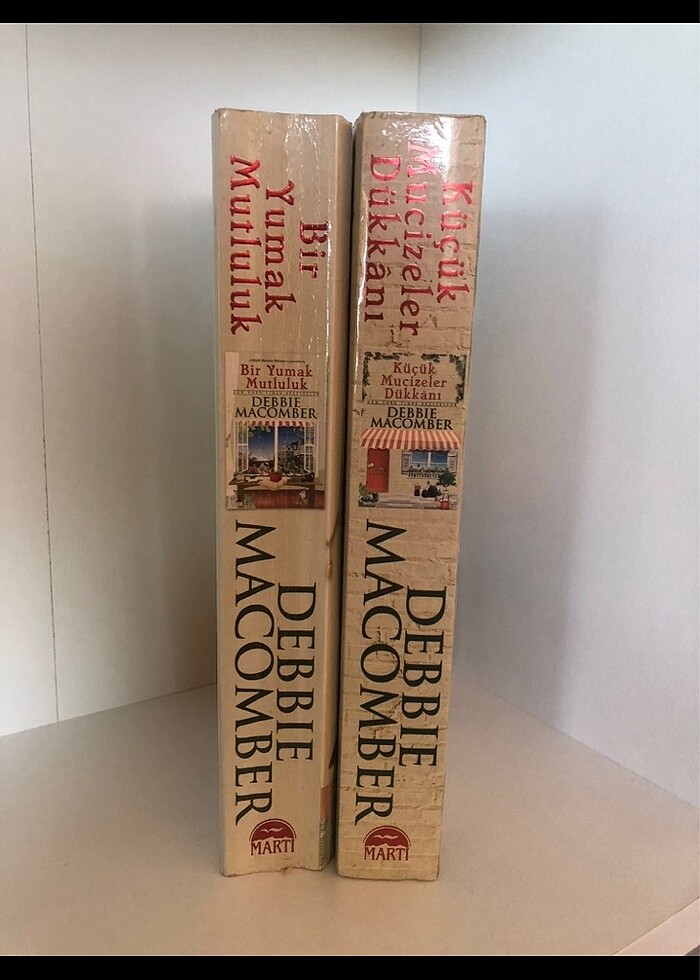 Bir
Yumak
Mutluluk
Bir Yumak
Mutluluk
DEBBIE
MACOMBER
DEBBIE
MACOMBER
MARTI
Küçük
Mucizeler
Dükkânı
Küçük
Mucizeler
Dükkânı
DEBBIE
MACOMBER
DEBBIE
MACOMBER
MARTI